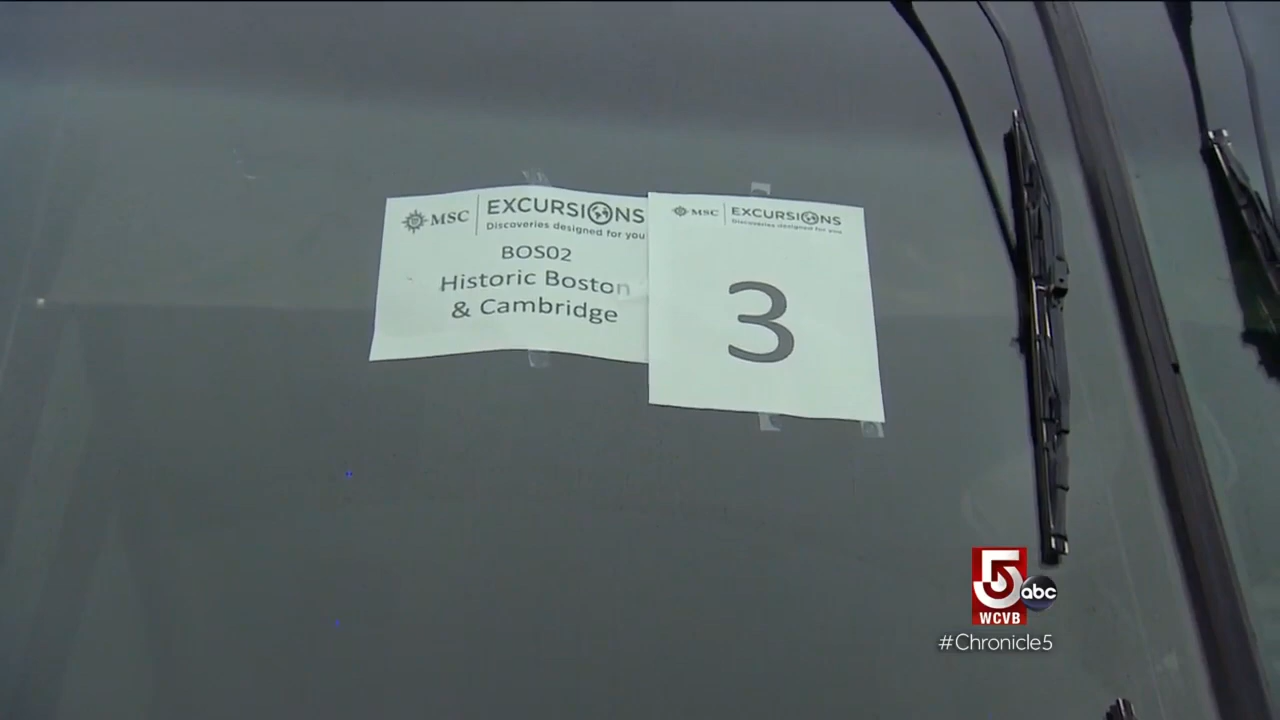 MSC EXCURSIONS
Discoveries designed for you
BOS02
Historic Boston
& Cambridge
MSC EXCURSIONS
Discoveries designed for you
3
5 abc
WCVB
#Chronicle5